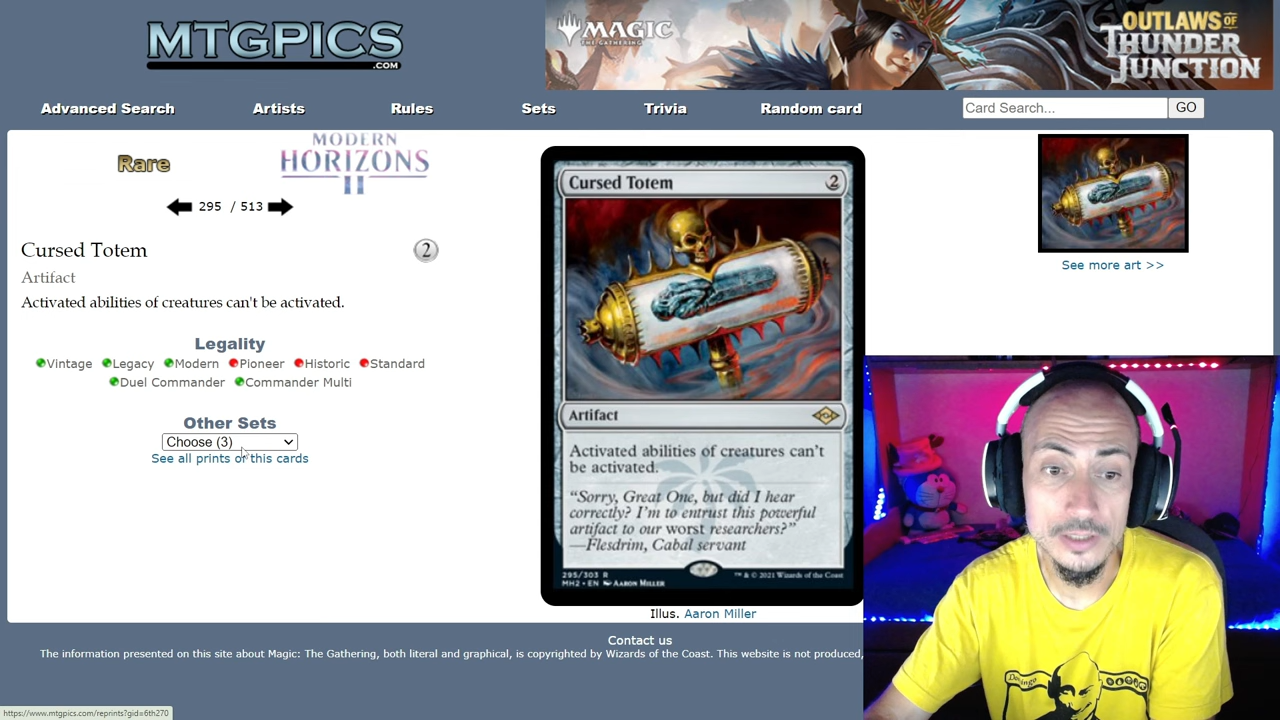 MTGPICS
.COM
MAGIC
THE GATHERING
OUTLAWS OF
THUNDER
JUNCTION
Advanced Search
Artists
Rules
Sets
Trivia
Random card
Card Search...
GO
Rare
MODERN
HORIZONS
II
295 / 513
Cursed Totem
2
Artifact
Activated abilities of creatures can't be activated.
Legality
Vintage Legacy Modern Pioneer Historic Standard
Duel Commander Commander Multi
Other Sets
Choose (3)
See all prints of this cards
Cursed Totem 2
Artifact
Activated abilities of creatures can't
be activated.
“Sorry, Great One, but did I hear
correctly? I'm to entrust this powerful
artifact to our worst researchers?”
—Flesdrim, Cabal servant
295/303 R
MH2 • EN AARON MILLER
™ & © 2021 Wizards of the Coast
Illus. Aaron Miller
See more art >>
Contact us
The information presented on this site about Magic: The Gathering, both literal and graphical, is copyrighted by Wizards of the Coast. This website is not produced,
https://www.mtgpics.com/reprints?gid=6th270